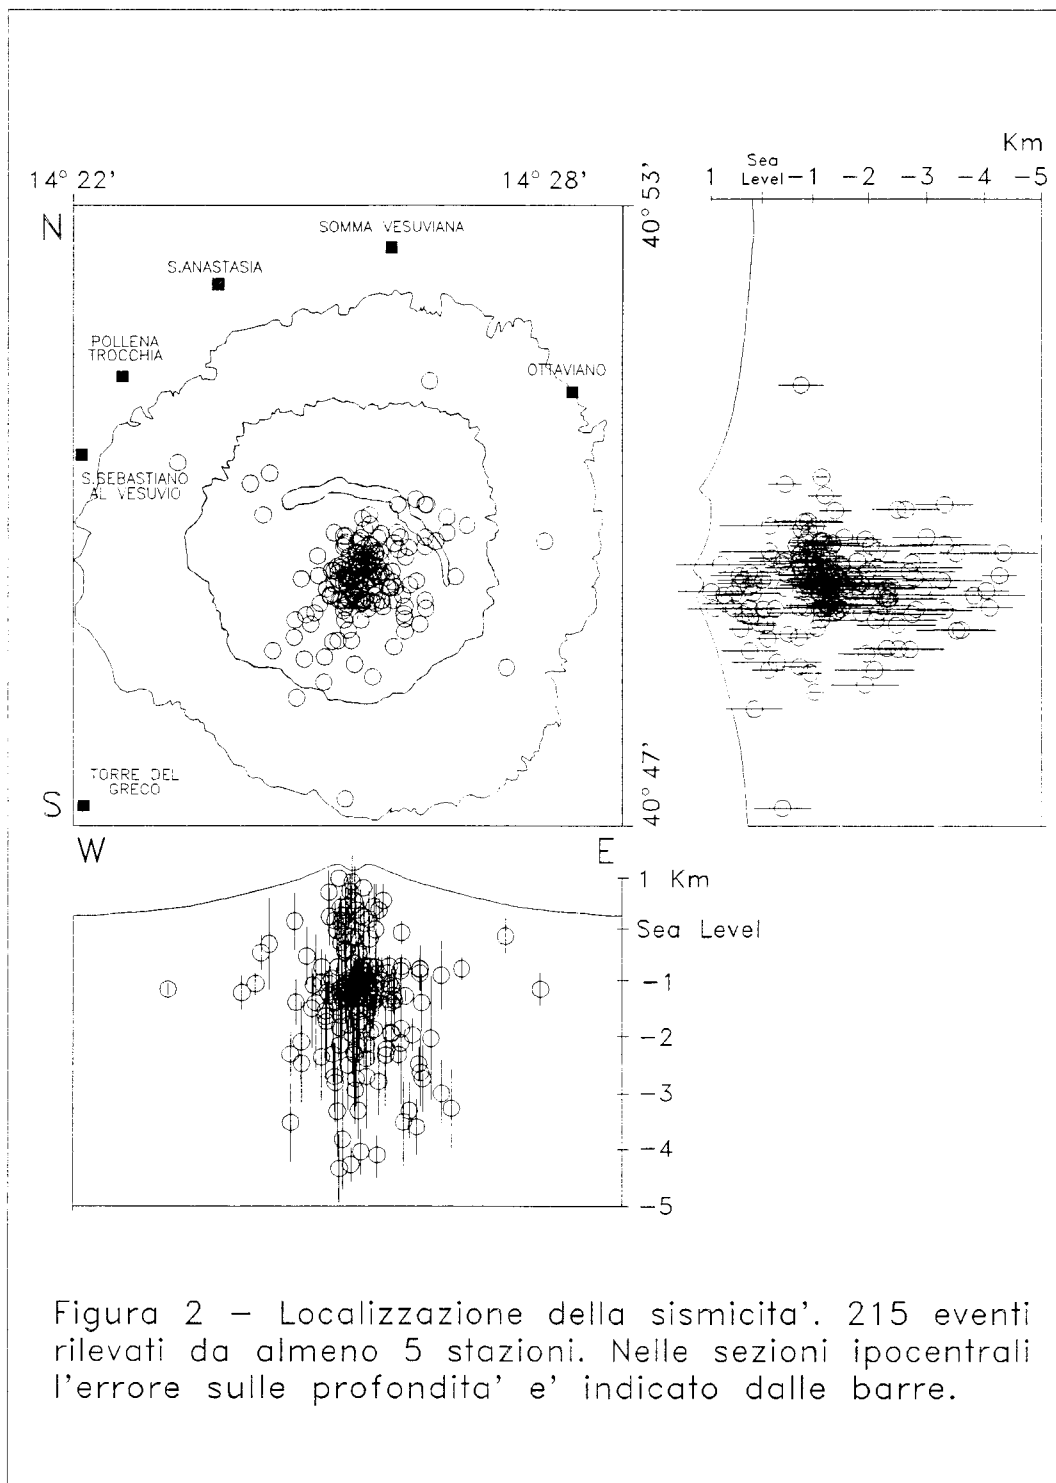 Km
14° 22'
14° 28'
40° 53'
1
Sea
Level
-1
-2
-3
-4
-5
N
SOMMA VESUVIANA
S.ANASTASIA
POLLENA
TROCCHIA
OTTAVIANO
S.SEBASTIANO
AL VESUVIO
TORRE DEL
GRECO
S
40° 47'
W
E
1 Km
Sea Level
-1
-2
-3
-4
-5
Figura 2 – Localizzazione della sismicita'. 215 eventi
rilevati da almeno 5 stazioni. Nelle sezioni ipocentrali
l'errore sulle profondita' e' indicato dalle barre.